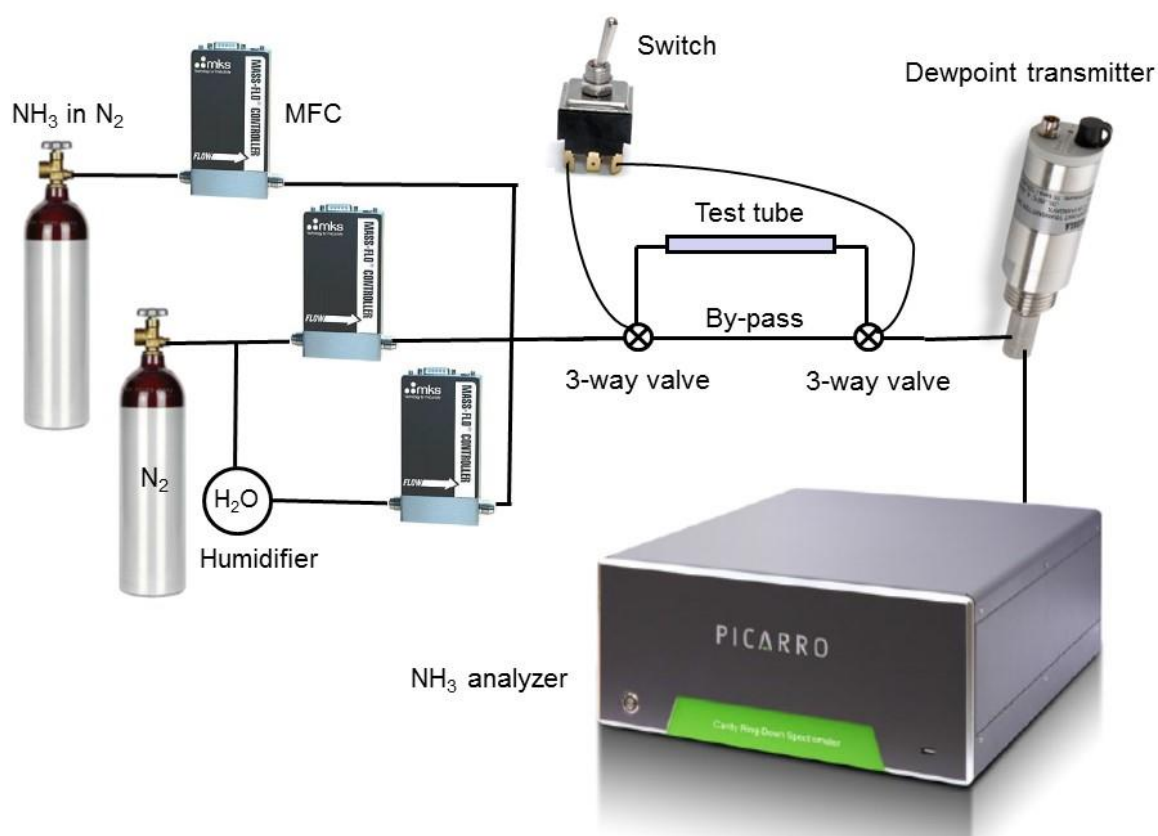 Switch
Dewpoint transmitter
NH₃ in N₂
mks
MASS-FLO® CONTROLLER
FLOW
MFC
mks
MASS-FLO® CONTROLLER
FLOW
Test tube
By-pass
3-way valve
3-way valve
mks
MASS-FLO® CONTROLLER
FLOW
N₂
H₂O
Humidifier
PICARRO
NH₃ analyzer
Cavity Ring-Down Spectrometer